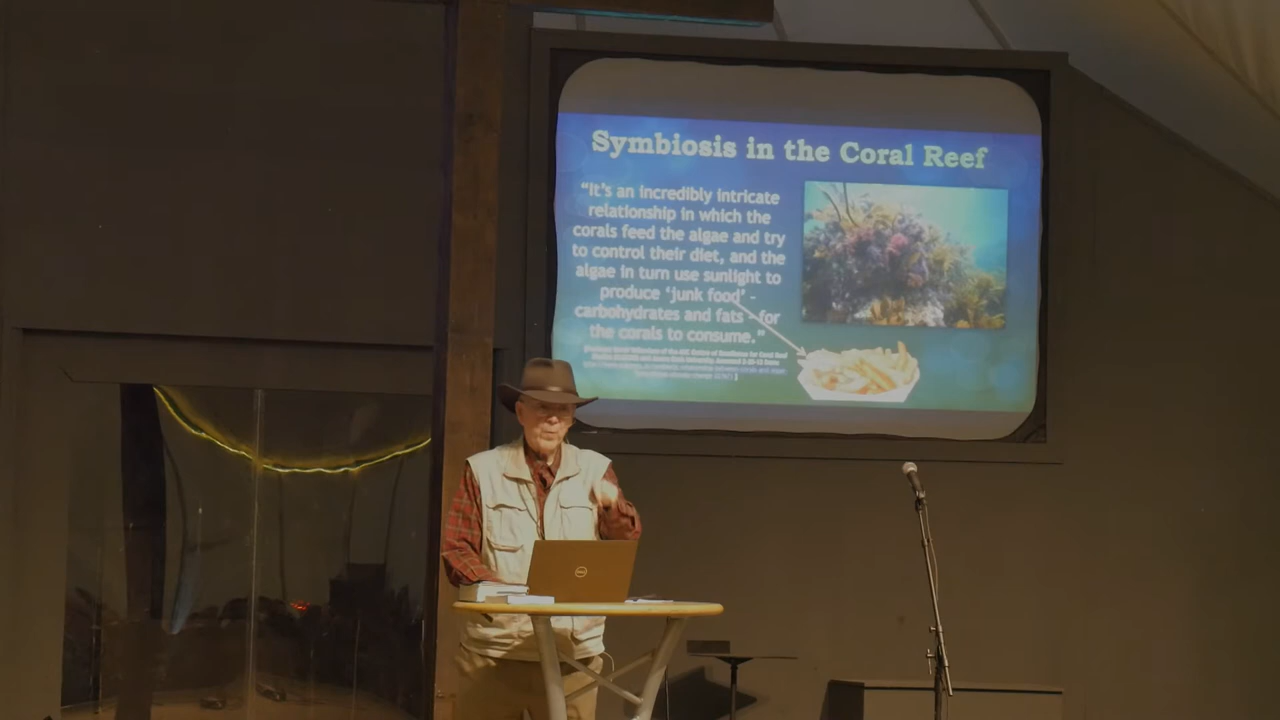 Symbiosis in the Coral Reef
“It’s an incredibly intricate
relationship in which the
corals feed the algae and try
to control their diet, and the
algae in turn use sunlight to
produce ‘junk food’ -
carbohydrates and fats - for
the corals to consume.”
DELL